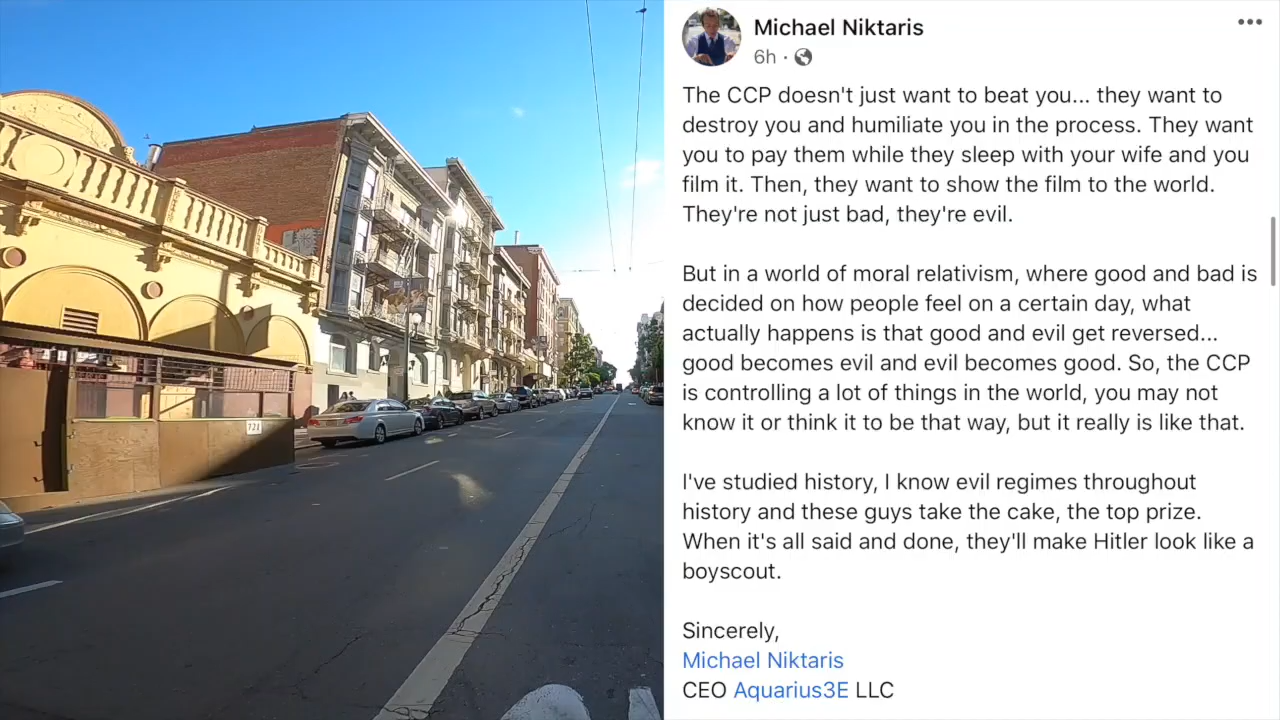 721
Michael Niktaris
6h ·
The CCP doesn't just want to beat you... they want to
destroy you and humiliate you in the process. They want
you to pay them while they sleep with your wife and you
film it. Then, they want to show the film to the world.
They're not just bad, they're evil.
But in a world of moral relativism, where good and bad is
decided on how people feel on a certain day, what
actually happens is that good and evil get reversed...
good becomes evil and evil becomes good. So, the CCP
is controlling a lot of things in the world, you may not
know it or think it to be that way, but it really is like that.
I've studied history, I know evil regimes throughout
history and these guys take the cake, the top prize.
When it's all said and done, they'll make Hitler look like a
boyscout.
Sincerely,
Michael Niktaris
CEO Aquarius3E LLC